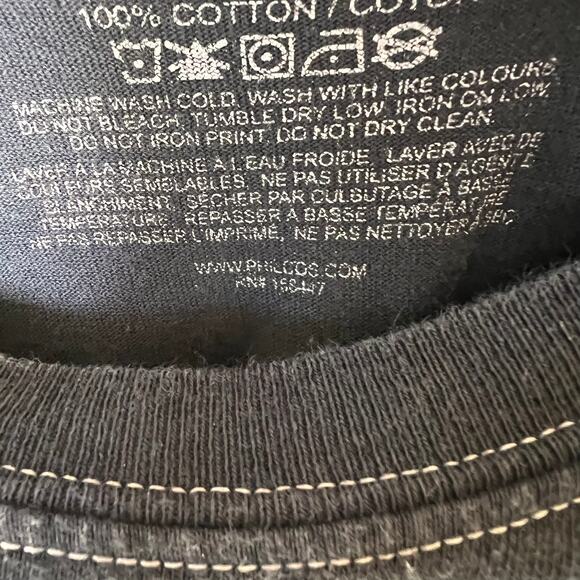 100% COTTON / COTON
MACHINE WASH COLD. WASH WITH LIKE COLOURS.
DO NOT BLEACH. TUMBLE DRY LOW. IRON ON LOW.
DO NOT IRON PRINT. DO NOT DRY CLEAN.
LAVER À LA MACHINE À L'EAU FROIDE. LAVER AVEC DE
COULEURS SEMBLABLES. NE PAS UTILISER D'AGENT DE
BLANCHIMENT. SÉCHER PAR CULBUTAGE À BASSE
TEMPÉRATURE. REPASSER À BASSE TEMPÉRATURE.
NE PAS REPASSER L'IMPRIMÉ. NE PAS NETTOYER À SEC.
WWW.PHILCOS.COM
RN#